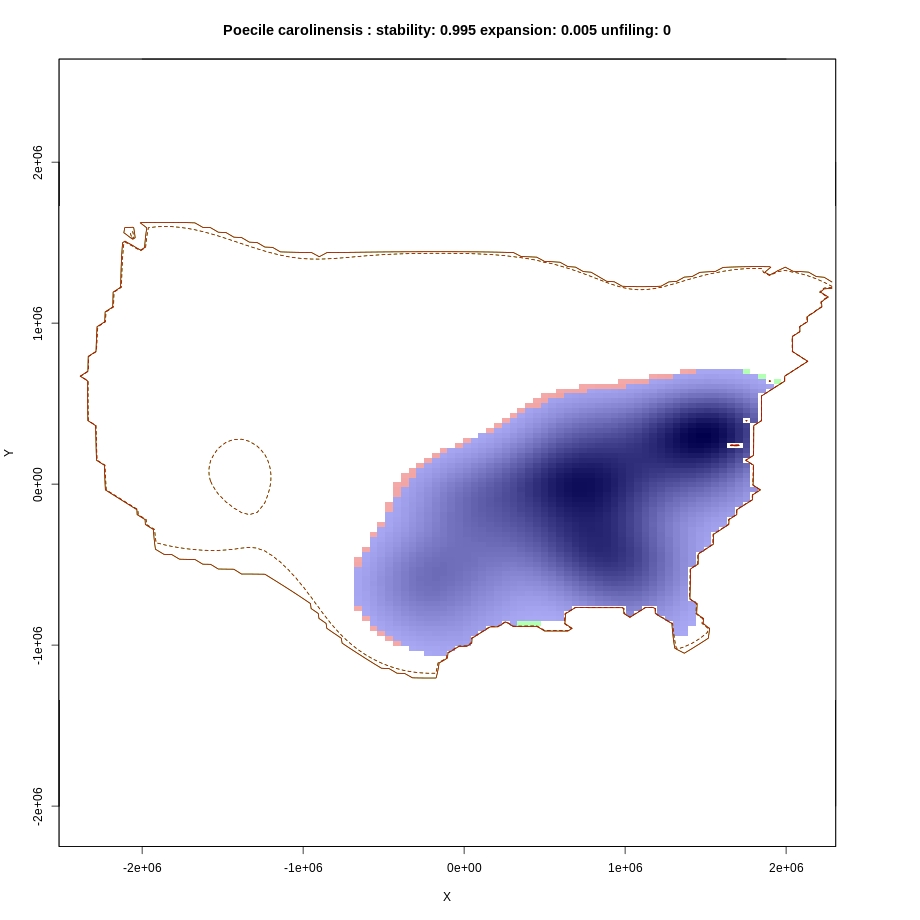 Poecile carolinensis : stability: 0.995 expansion: 0.005 unfiling: 0
2e+06
1e+06
0e+00
-1e+06
-2e+06
Y
-2e+06 -1e+06 0e+00 1e+06 2e+06
X